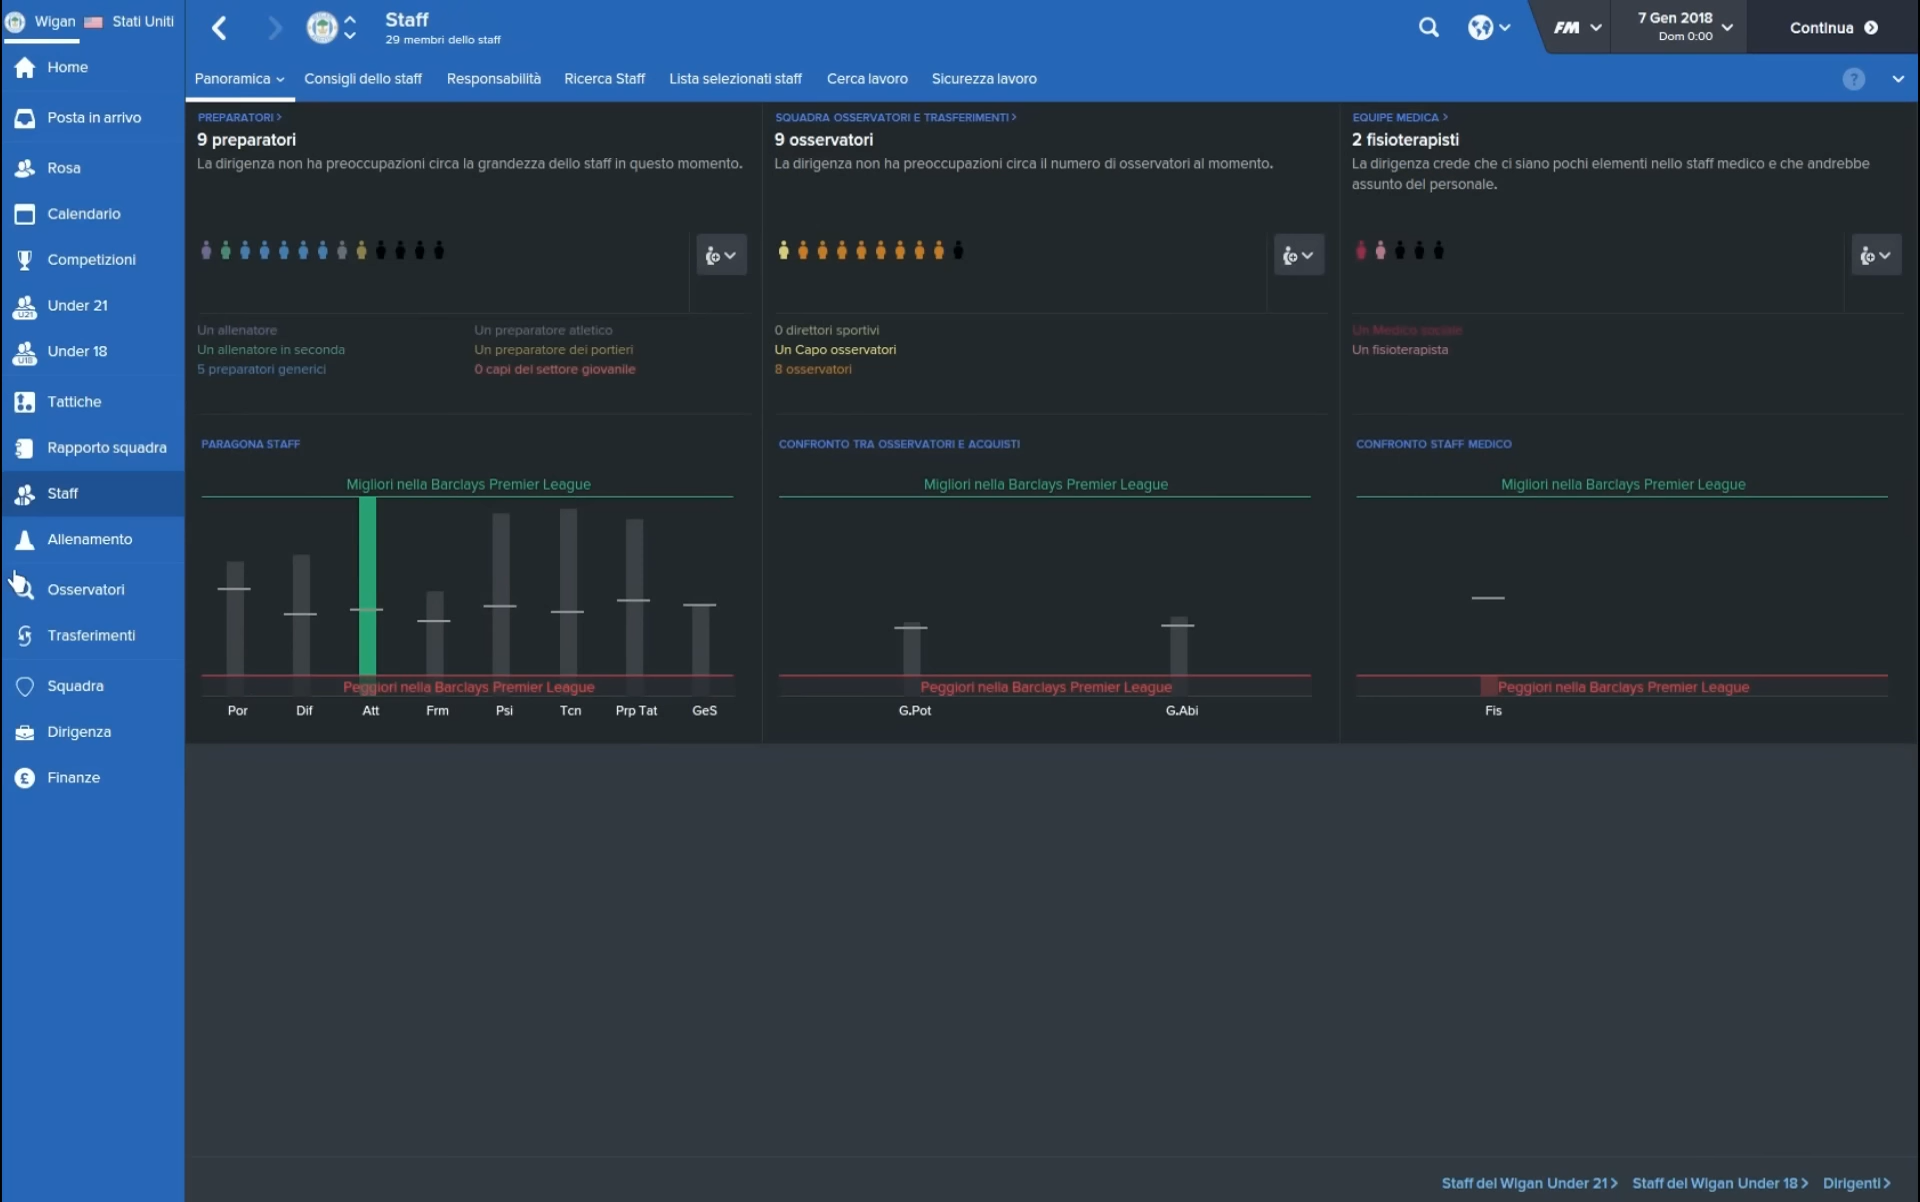 Wigan Stati Uniti
Home
Posta in arrivo
Rosa
Calendario
Competizioni
U21
Under 21
U18
Under 18
Tattiche
Rapporto squadra
Staff
Allenamento
Osservatori
Trasferimenti
Squadra
Dirigenza
£ Finanze
Staff
29 membri dello staff
FM
7 Gen 2018
Dom 0:00
Continua
Panoramica Consigli dello staff Responsabilità Ricerca Staff Lista selezionati staff Cerca lavoro Sicurezza lavoro
?
PREPARATORI >
9 preparatori
La dirigenza non ha preoccupazioni circa la grandezza dello staff in questo momento.
Un allenatore
Un allenatore in seconda
5 preparatori generici
Un preparatore atletico
Un preparatore dei portieri
0 capi del settore giovanile
PARAGONA STAFF
Migliori nella Barclays Premier League
Peggiori nella Barclays Premier League
Por Dif Att Frm Psi Tcn Prp Tat GeS
SQUADRA OSSERVATORI E TRASFERIMENTI >
9 osservatori
La dirigenza non ha preoccupazioni circa il numero di osservatori al momento.
0 direttori sportivi
Un Capo osservatori
8 osservatori
CONFRONTO TRA OSSERVATORI E ACQUISTI
Migliori nella Barclays Premier League
Peggiori nella Barclays Premier League
G.Pot G.Abi
EQUIPE MEDICA >
2 fisioterapisti
La dirigenza crede che ci siano pochi elementi nello staff medico e che andrebbe
assunto del personale.
Un Medico sociale
Un fisioterapista
CONFRONTO STAFF MEDICO
Migliori nella Barclays Premier League
Peggiori nella Barclays Premier League
Fis
Staff del Wigan Under 21 > Staff del Wigan Under 18 > Dirigenti >